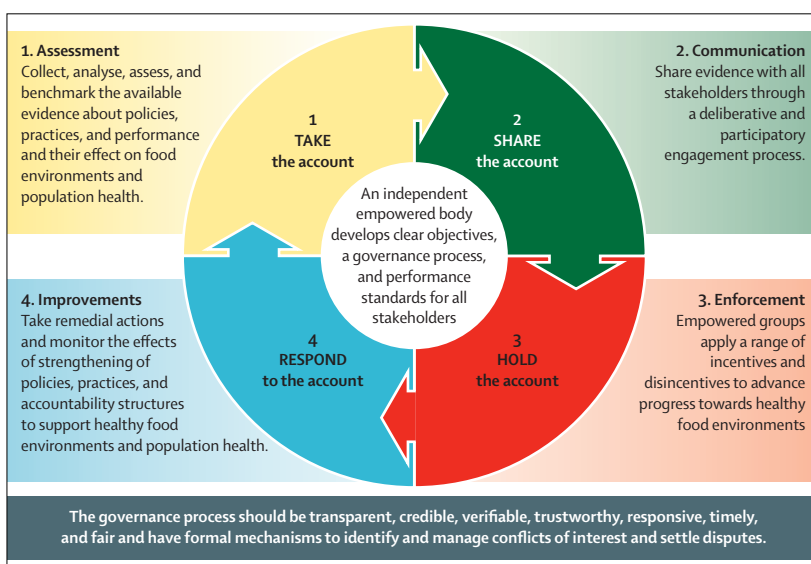 1. Assessment
Collect, analyse, assess, and
benchmark the available
evidence about policies,
practices, and performance
and their effect on food
environments and
population health.
1
TAKE
the account
2
SHARE
the account
2. Communication
Share evidence with all
stakeholders through
a deliberative and
participatory
engagement process.
An independent
empowered body
develops clear objectives,
a governance process,
and performance
standards for all
stakeholders
4. Improvements
Take remedial actions
and monitor the effects
of strengthening of
policies, practices, and
accountability structures
to support healthy food
environments and population health.
4
RESPOND
to the account
3
HOLD
the account
3. Enforcement
Empowered groups
apply a range of
incentives and
disincentives to advance
progress towards healthy
food environments
The governance process should be transparent, credible, verifiable, trustworthy, responsive, timely,
and fair and have formal mechanisms to identify and manage conflicts of interest and settle disputes.